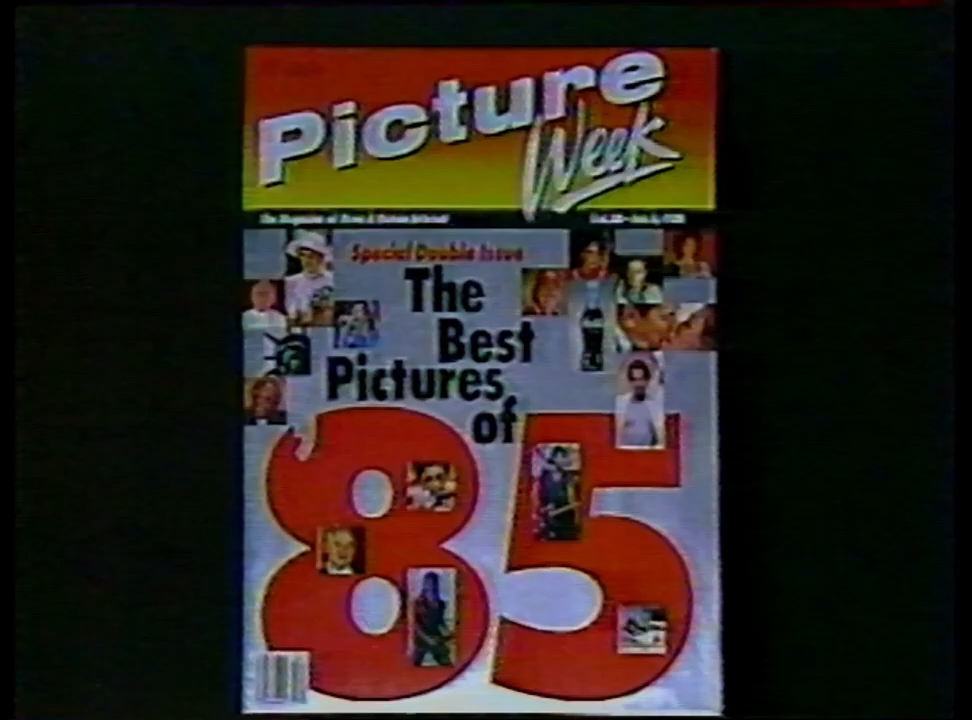 Picture
Week
Special Double Issue
The
Best
Pictures
of
85